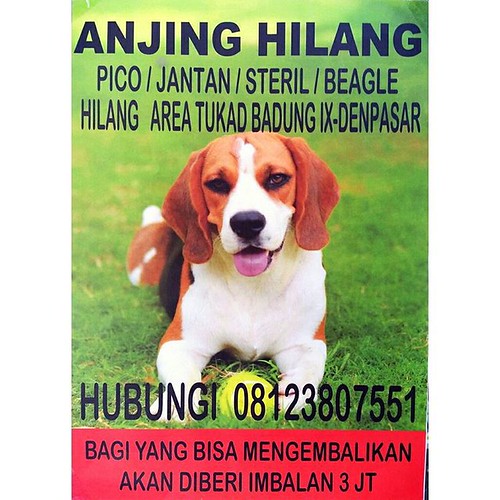 ANJING HILANG
PICO / JANTAN / STERIL / BEAGLE
HILANG AREA TUKAD BADUNG IX-DENPASAR
HUBUNGI 08123807551
BAGI YANG BISA MENGEMBALIKAN
AKAN DIBERI IMBALAN 3 JT